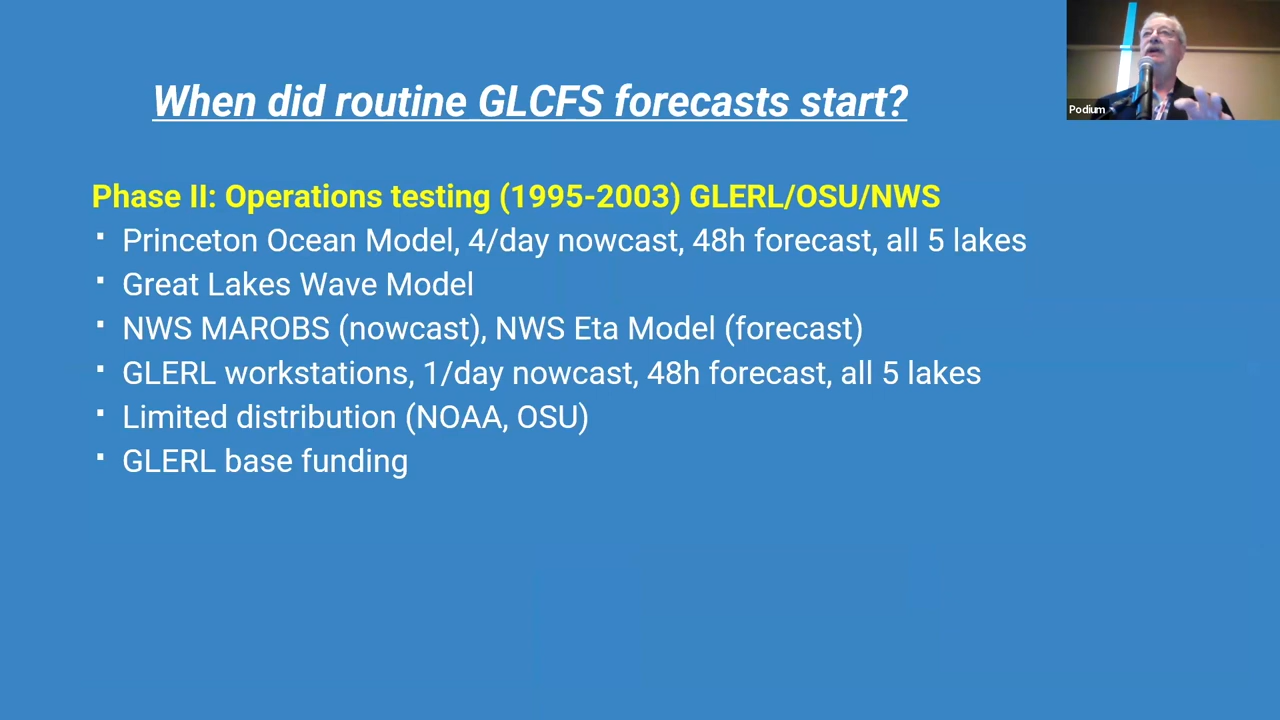 When did routine GLCFS forecasts start?
Podium
Phase II: Operations testing (1995-2003) GLERL/OSU/NWS
▪ Princeton Ocean Model, 4/day nowcast, 48h forecast, all 5 lakes
▪ Great Lakes Wave Model
▪ NWS MAROBS (nowcast), NWS Eta Model (forecast)
▪ GLERL workstations, 1/day nowcast, 48h forecast, all 5 lakes
▪ Limited distribution (NOAA, OSU)
▪ GLERL base funding